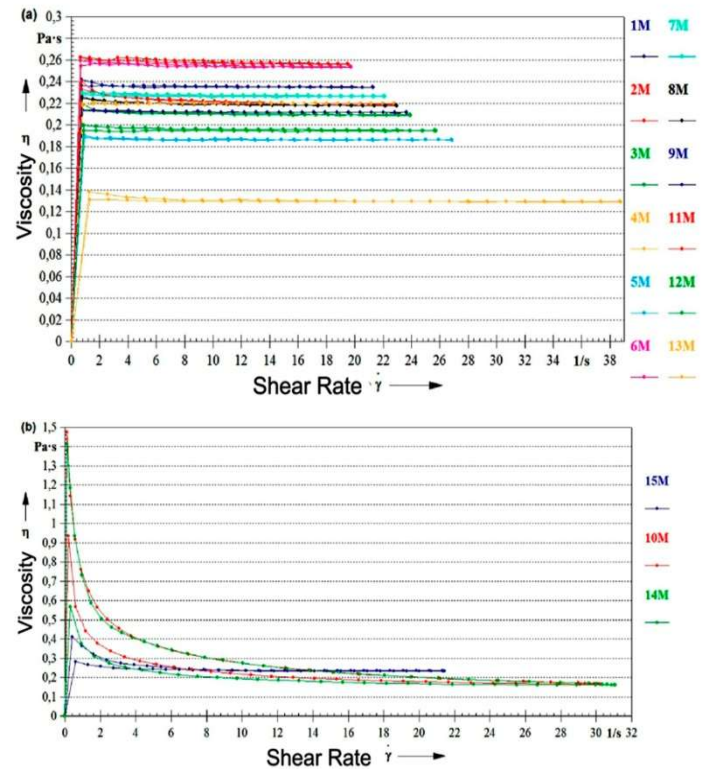 (a)
0,3
Pa·s
0,26
0,24
0,22
0,2
0,18
0,16
0,14
0,12
0,1
0,08
0,06
0,04
0,02
0
Viscosity η
0 2 4 6 8 10 12 14 16 18 20 22 24 26 28 30 32 34 1/s 38
Shear Rate γ̇
1M 7M
2M 8M
3M 9M
4M 11M
5M 12M
6M 13M
(b)
1,5
Pa·s
1,3
1,2
1,1
1
0,9
0,8
0,7
0,6
0,5
0,4
0,3
0,2
0,1
0
Viscosity η
0 2 4 6 8 10 12 14 16 18 20 22 24 26 28 30 1/s 32
Shear Rate γ̇
15M
10M
14M